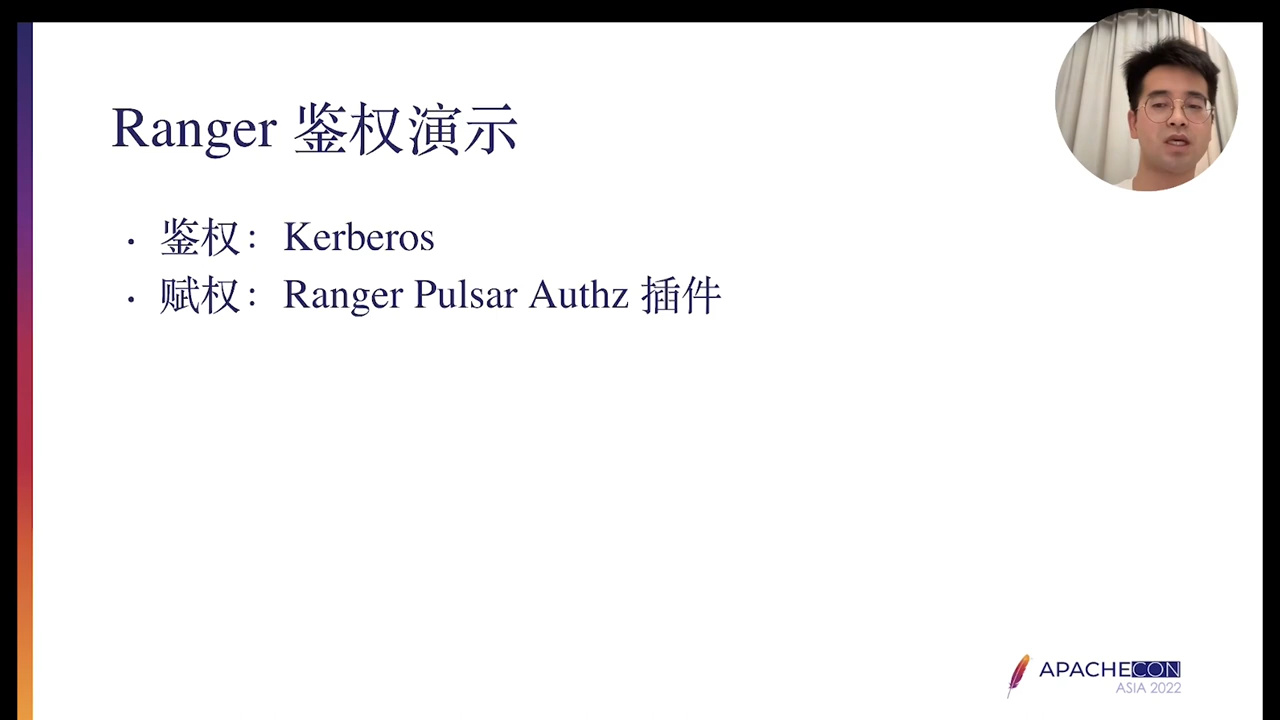 Ranger 鉴权演示
· 鉴权：Kerberos
· 赋权：Ranger Pulsar Authz 插件
APACHECON
ASIA 2022